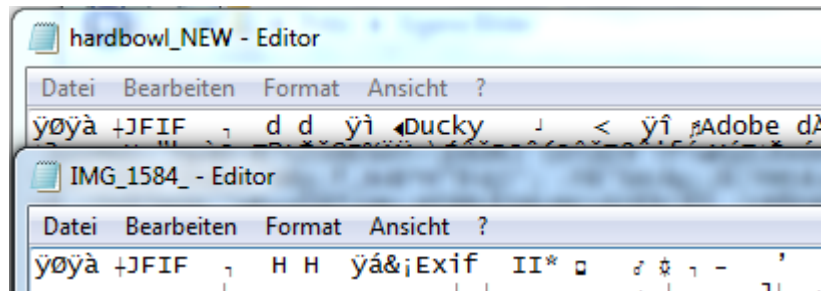 hardbowl_NEW - Editor
Datei Bearbeiten Format Ansicht ?
ÿØÿà JFIF d d ÿì Ducky < ÿî Adobe dÀ
IMG_1584_ - Editor
Datei Bearbeiten Format Ansicht ?
ÿØÿà JFIF H H ÿá&¡Exif II* – '